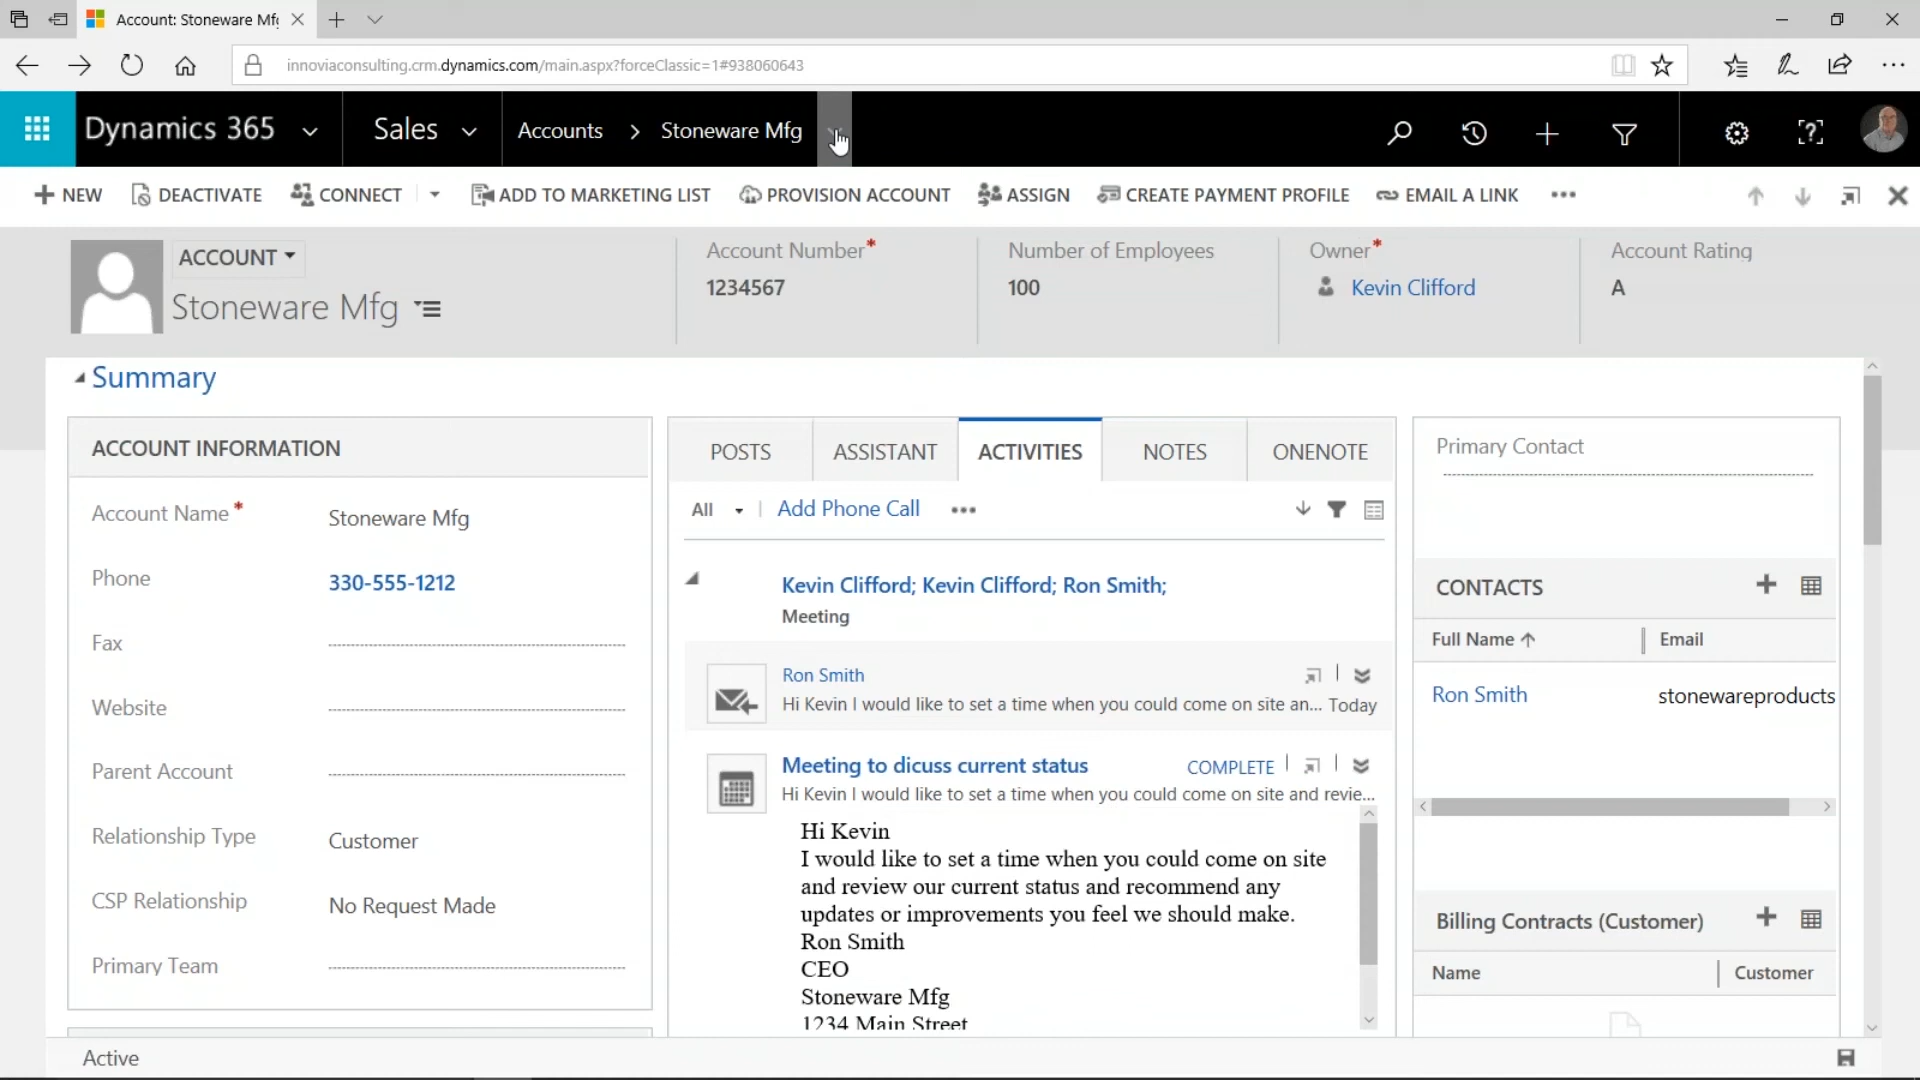 Account: Stoneware Mfg
innoviaconsulting.crm.dynamics.com/main.aspx?forceClassic=1#938060643
Dynamics 365
Sales
Accounts > Stoneware Mfg
NEW
DEACTIVATE
CONNECT
ADD TO MARKETING LIST
PROVISION ACCOUNT
ASSIGN
CREATE PAYMENT PROFILE
EMAIL A LINK
ACCOUNT
Stoneware Mfg
Account Number*
1234567
Number of Employees
100
Owner*
Kevin Clifford
Account Rating
A
Summary
ACCOUNT INFORMATION
Account Name* Stoneware Mfg
Phone 330-555-1212
Fax
Website
Parent Account
Relationship Type Customer
CSP Relationship No Request Made
Primary Team
POSTS
ASSISTANT
ACTIVITIES
NOTES
ONENOTE
All
Add Phone Call
Kevin Clifford; Kevin Clifford; Ron Smith;
Meeting
Ron Smith
Hi Kevin I would like to set a time when you could come on site an... Today
Meeting to dicuss current status COMPLETE
Hi Kevin I would like to set a time when you could come on site and revie...
Hi Kevin
I would like to set a time when you could come on site
and review our current status and recommend any
updates or improvements you feel we should make.
Ron Smith
CEO
Stoneware Mfg
1234 Main Street
Primary Contact
CONTACTS
Full Name Email
Ron Smith stonewareproducts
Billing Contracts (Customer)
Name Customer
Active